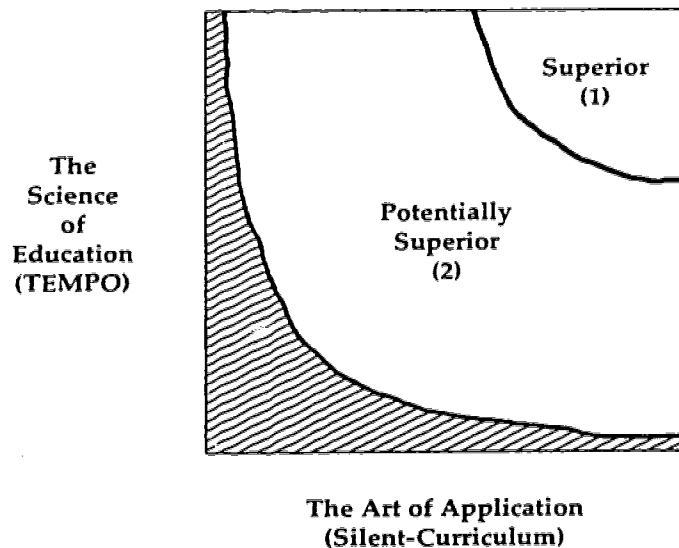 Superior
(1)
The
Science
of
Education
(TEMPO)
Potentially
Superior
(2)
The Art of Application
(Silent-Curriculum)